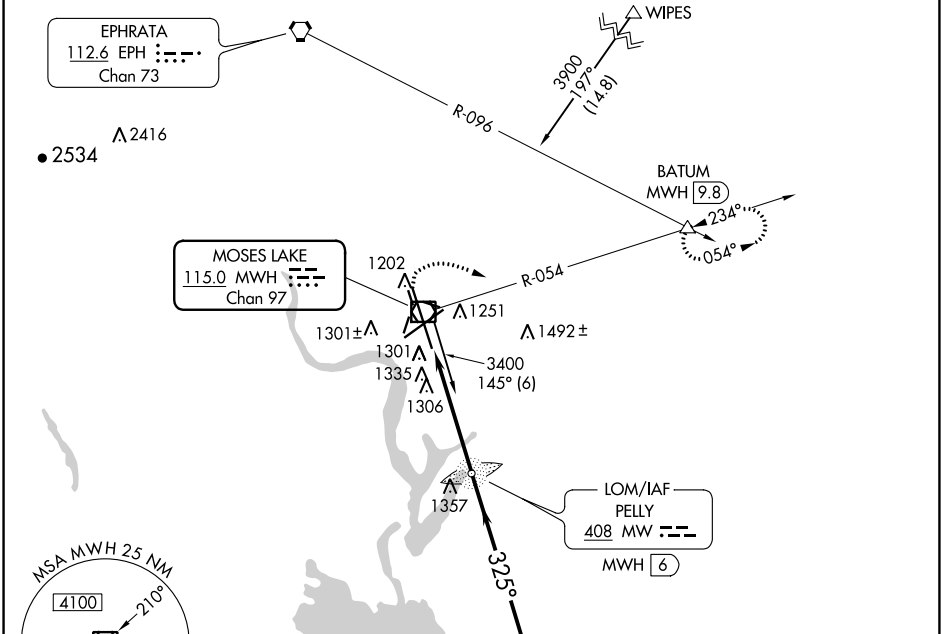 EPHRATA
112.6 EPH
Chan 73
WIPES
3900
197°
(14.8)
R-096
2416
2534
BATUM
MWH 9.8
234°
054°
MOSES LAKE
115.0 MWH
Chan 97
1202
R-054
1251
1301±
1492±
1301
3400
145° (6)
1335
1306
1357
LOM/IAF
PELLY
408 MW
MWH 6
325°
MSA MWH 25 NM
4100
210°